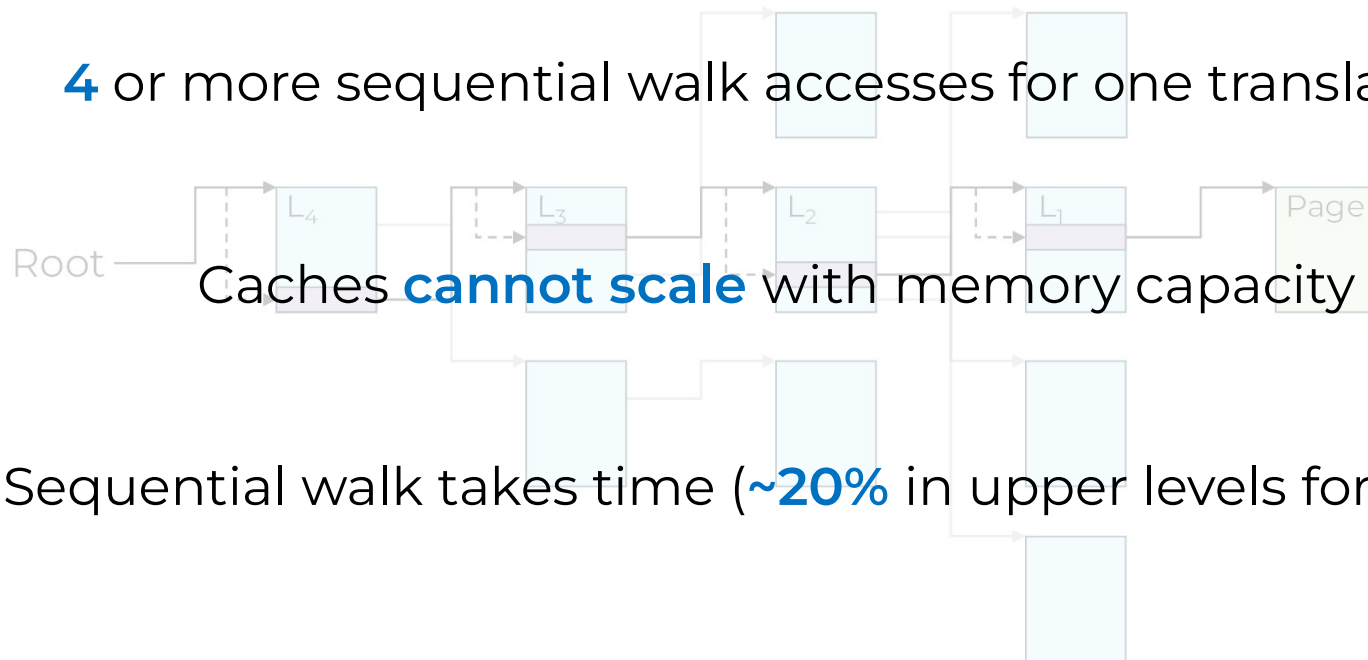 4 or more sequential walk accesses for one
L4 L3 L2 L1 Page
Root
Caches cannot scale with memory capacity
Sequential walk takes time (~20% in upper levels for